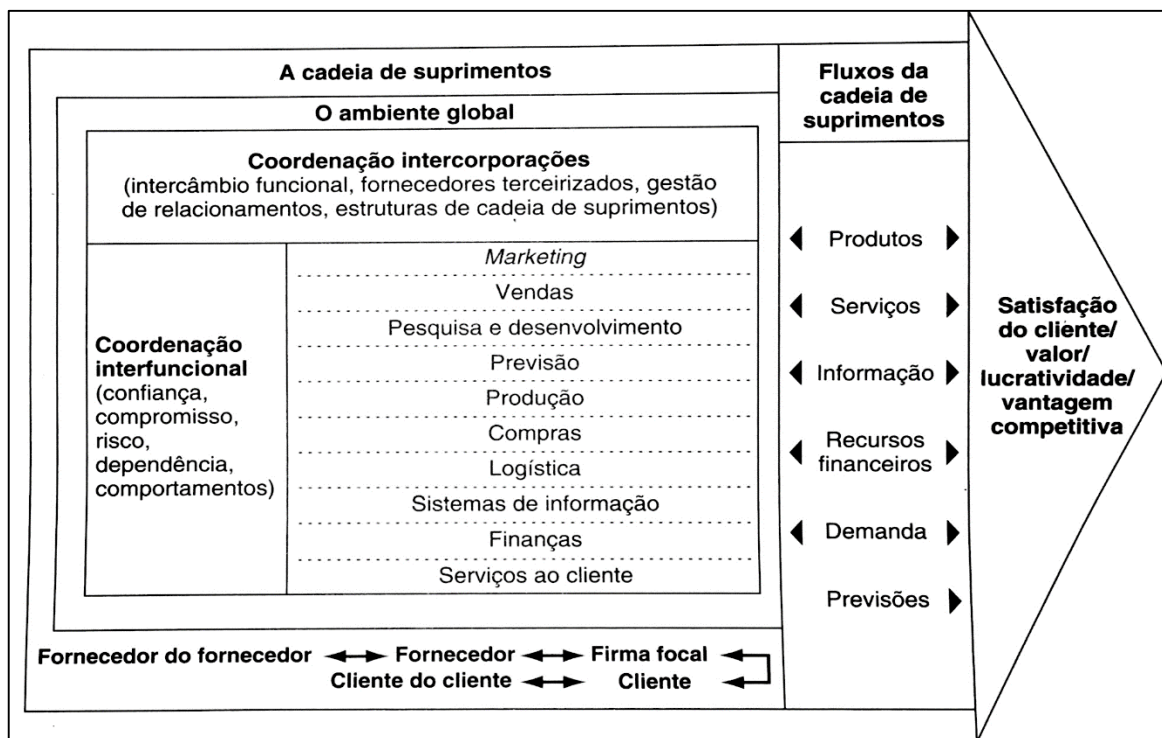 A cadeia de suprimentos
O ambiente global
Coordenação intercorporações
(intercâmbio funcional, fornecedores terceirizados, gestão
de relacionamentos, estruturas de cadeia de suprimentos)
Coordenação
interfuncional
(confiança,
compromisso,
risco,
dependência,
comportamentos)
Marketing
Vendas
Pesquisa e desenvolvimento
Previsão
Produção
Compras
Logística
Sistemas de informação
Finanças
Serviços ao cliente
Fornecedor do fornecedor Fornecedor Firma focal
Cliente do cliente Cliente
Fluxos da
cadeia de
suprimentos
Produtos
Serviços
Informação
Recursos
financeiros
Demanda
Previsões
Satisfação
do cliente/
valor/
lucratividade/
vantagem
competitiva